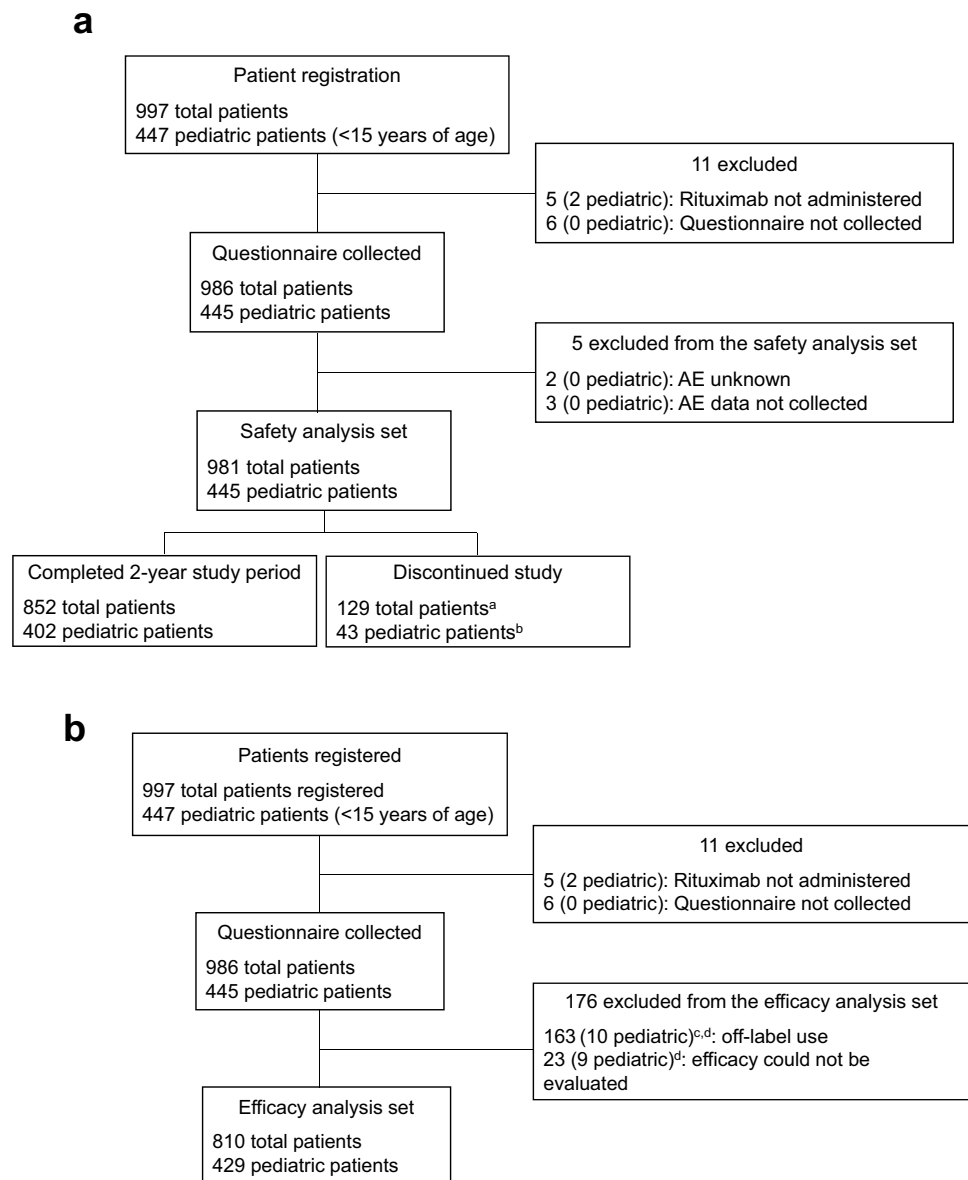 a
Patient registration
997 total patients
447 pediatric patients (<15 years of age)
11 excluded
5 (2 pediatric): Rituximab not administered
6 (0 pediatric): Questionnaire not collected
Questionnaire collected
986 total patients
445 pediatric patients
5 excluded from the safety analysis set
2 (0 pediatric): AE unknown
3 (0 pediatric): AE data not collected
Safety analysis set
981 total patients
445 pediatric patients
Completed 2-year study period
852 total patients
402 pediatric patients
Discontinued study
129 total patientsᵃ
43 pediatric patientsᵇ
b
Patients registered
997 total patients registered
447 pediatric patients (<15 years of age)
11 excluded
5 (2 pediatric): Rituximab not administered
6 (0 pediatric): Questionnaire not collected
Questionnaire collected
986 total patients
445 pediatric patients
176 excluded from the efficacy analysis set
163 (10 pediatric)ᶜ,ᵈ: off-label use
23 (9 pediatric)ᵈ: efficacy could not be
evaluated
Efficacy analysis set
810 total patients
429 pediatric patients